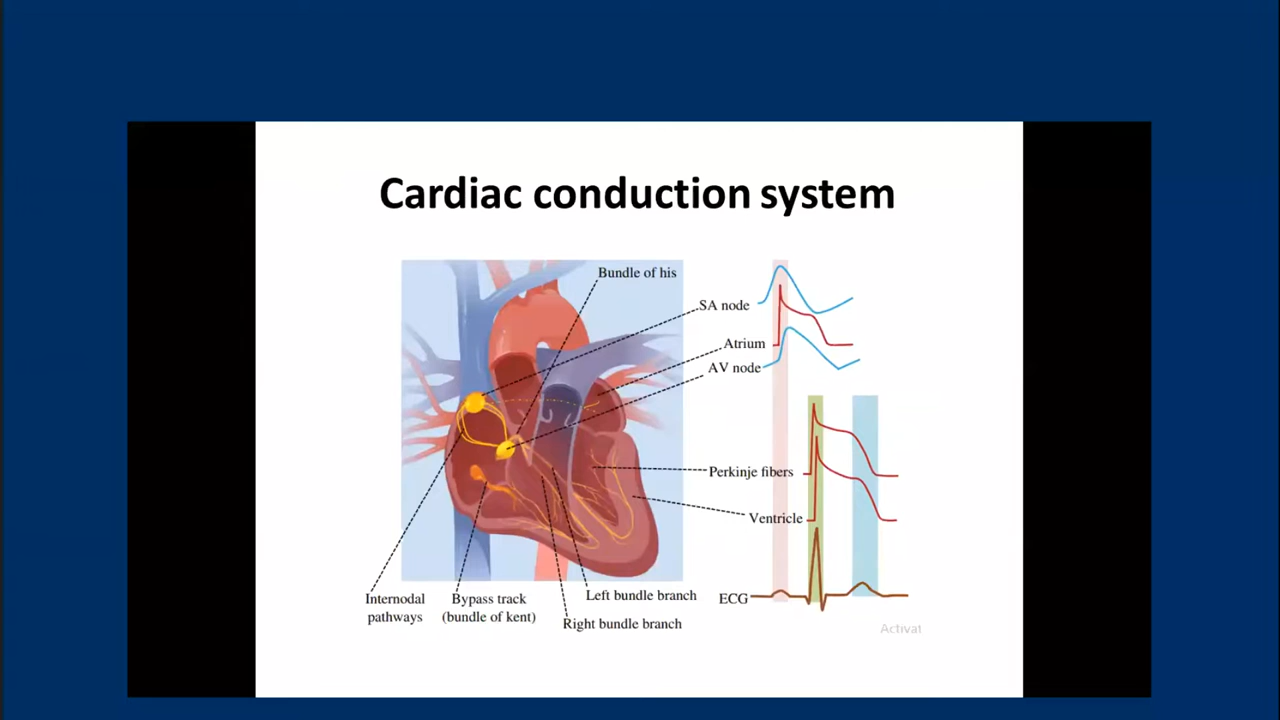 Cardiac conduction system
Bundle of his
SA node
Atrium
AV node
Perkinje fibers
Ventricle
ECG
Internodal
pathways
Bypass track
(bundle of kent)
Left bundle branch
Right bundle branch
Activat